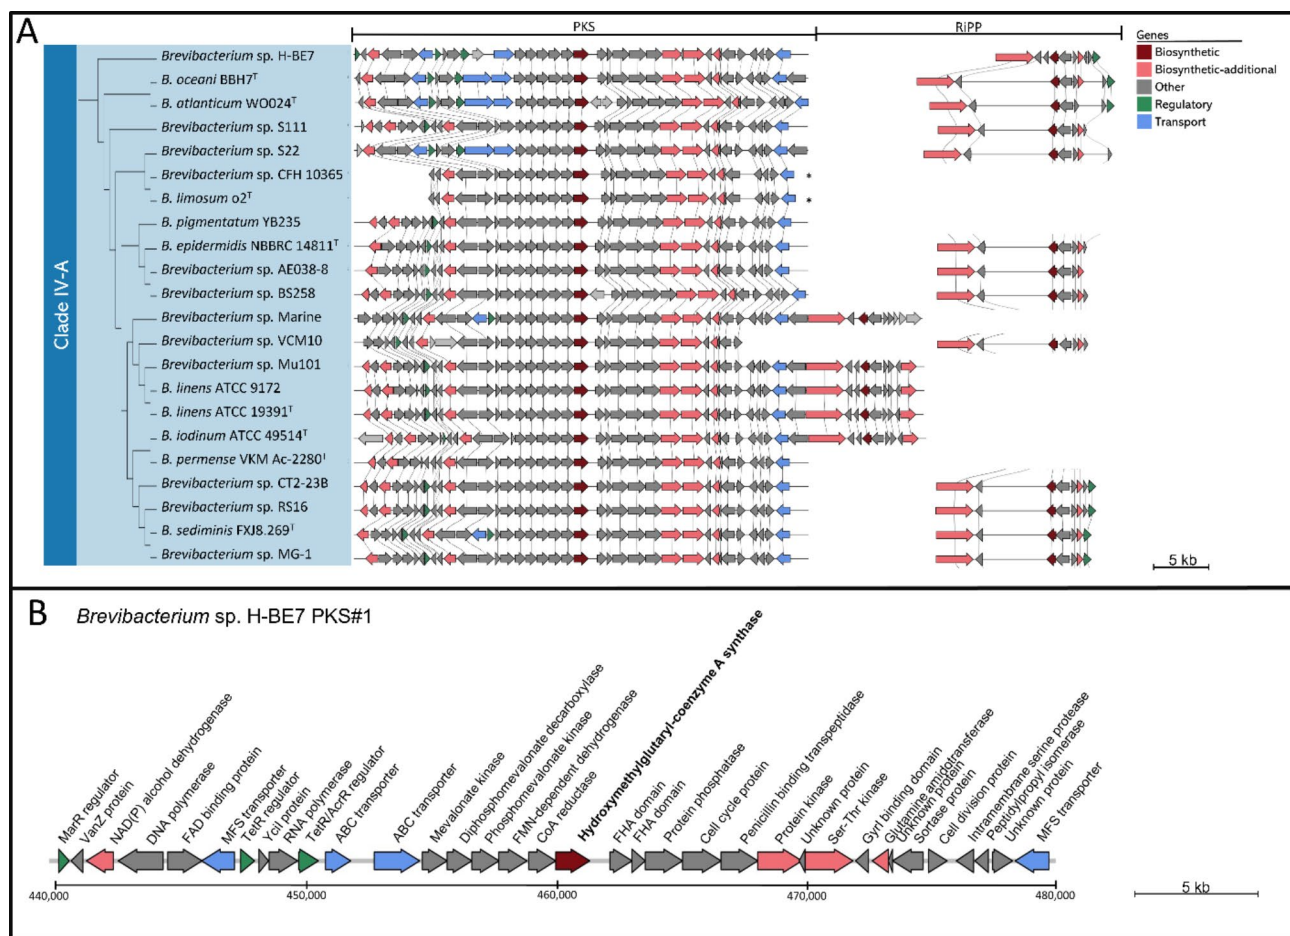 A
PKS
RiPP
Genes
Biosynthetic
Biosynthetic-additional
Other
Regulatory
Transport
Clade IV-A
Brevibacterium sp. H-BE7
B. oceani BBH7ᵀ
B. atlanticum WO024ᵀ
Brevibacterium sp. S111
Brevibacterium sp. S22
Brevibacterium sp. CFH 10365
*
B. limosum o2ᵀ
*
B. pigmentatum YB235
B. epidermidis NBBRC 14811ᵀ
Brevibacterium sp. AE038-8
Brevibacterium sp. BS258
Brevibacterium sp. Marine
Brevibacterium sp. VCM10
Brevibacterium sp. Mu101
B. linens ATCC 9172
B. linens ATCC 19391ᵀ
B. iodinum ATCC 49514ᵀ
B. permense VKM Ac-2280ᵀ
Brevibacterium sp. CT2-23B
Brevibacterium sp. RS16
B. sediminis FXJ8.269ᵀ
Brevibacterium sp. MG-1
5 kb
B
Brevibacterium sp. H-BE7 PKS#1
MarR regulator
VanZ protein
NAD(P) alcohol dehydrogenase
DNA polymerase
FAD binding protein
MFS transporter
TetR regulator
YciI protein
RNA polymerase
TetR/AcrR regulator
ABC transporter
ABC transporter
Mevalonate kinase
Diphosphomevalonate decarboxylase
Phosphomevalonate kinase
FMN-dependent dehydrogenase
CoA reductase
Hydroxymethylglutaryl-coenzyme A synthase
FHA domain
FHA domain
Protein phosphatase
Cell cycle protein
Penicillin binding transpeptidase
Protein kinase
Unknown protein
Ser-Thr kinase
GyrI binding domain
Glutamine amidotransferase
Unknown protein
Sortase protein
Cell division protein
Intramembrane serine protease
Unknown protein
Peptidylpropyl isomerase
Unknown protein
MFS transporter
440,000
450,000
460,000
470,000
480,000
5 kb